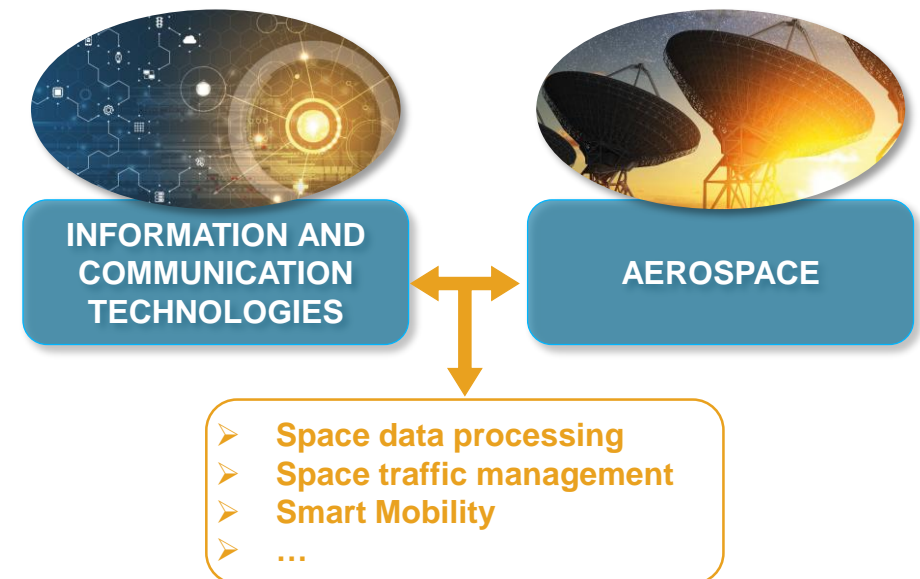 INFORMATION AND
COMMUNICATION
TECHNOLOGIES
AEROSPACE
➢ Space data processing
➢ Space traffic management
➢ Smart Mobility
➢ …